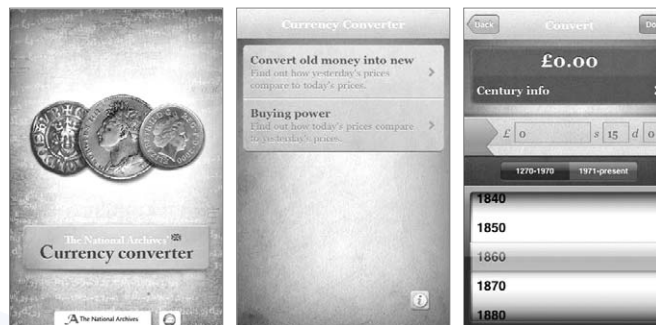 The National Archives'
Currency converter
The National Archives
Currency Converter
Convert old money into new
Find out how yesterday's prices
compare to today's prices.
Buying power
Find out how today's prices compare
to yesterday's prices.
i
Back
Convert
Do
£0.00
Century info
£ 0 s 15 d 0
1270-1970 1971-present
1840
1850
1860
1870
1880